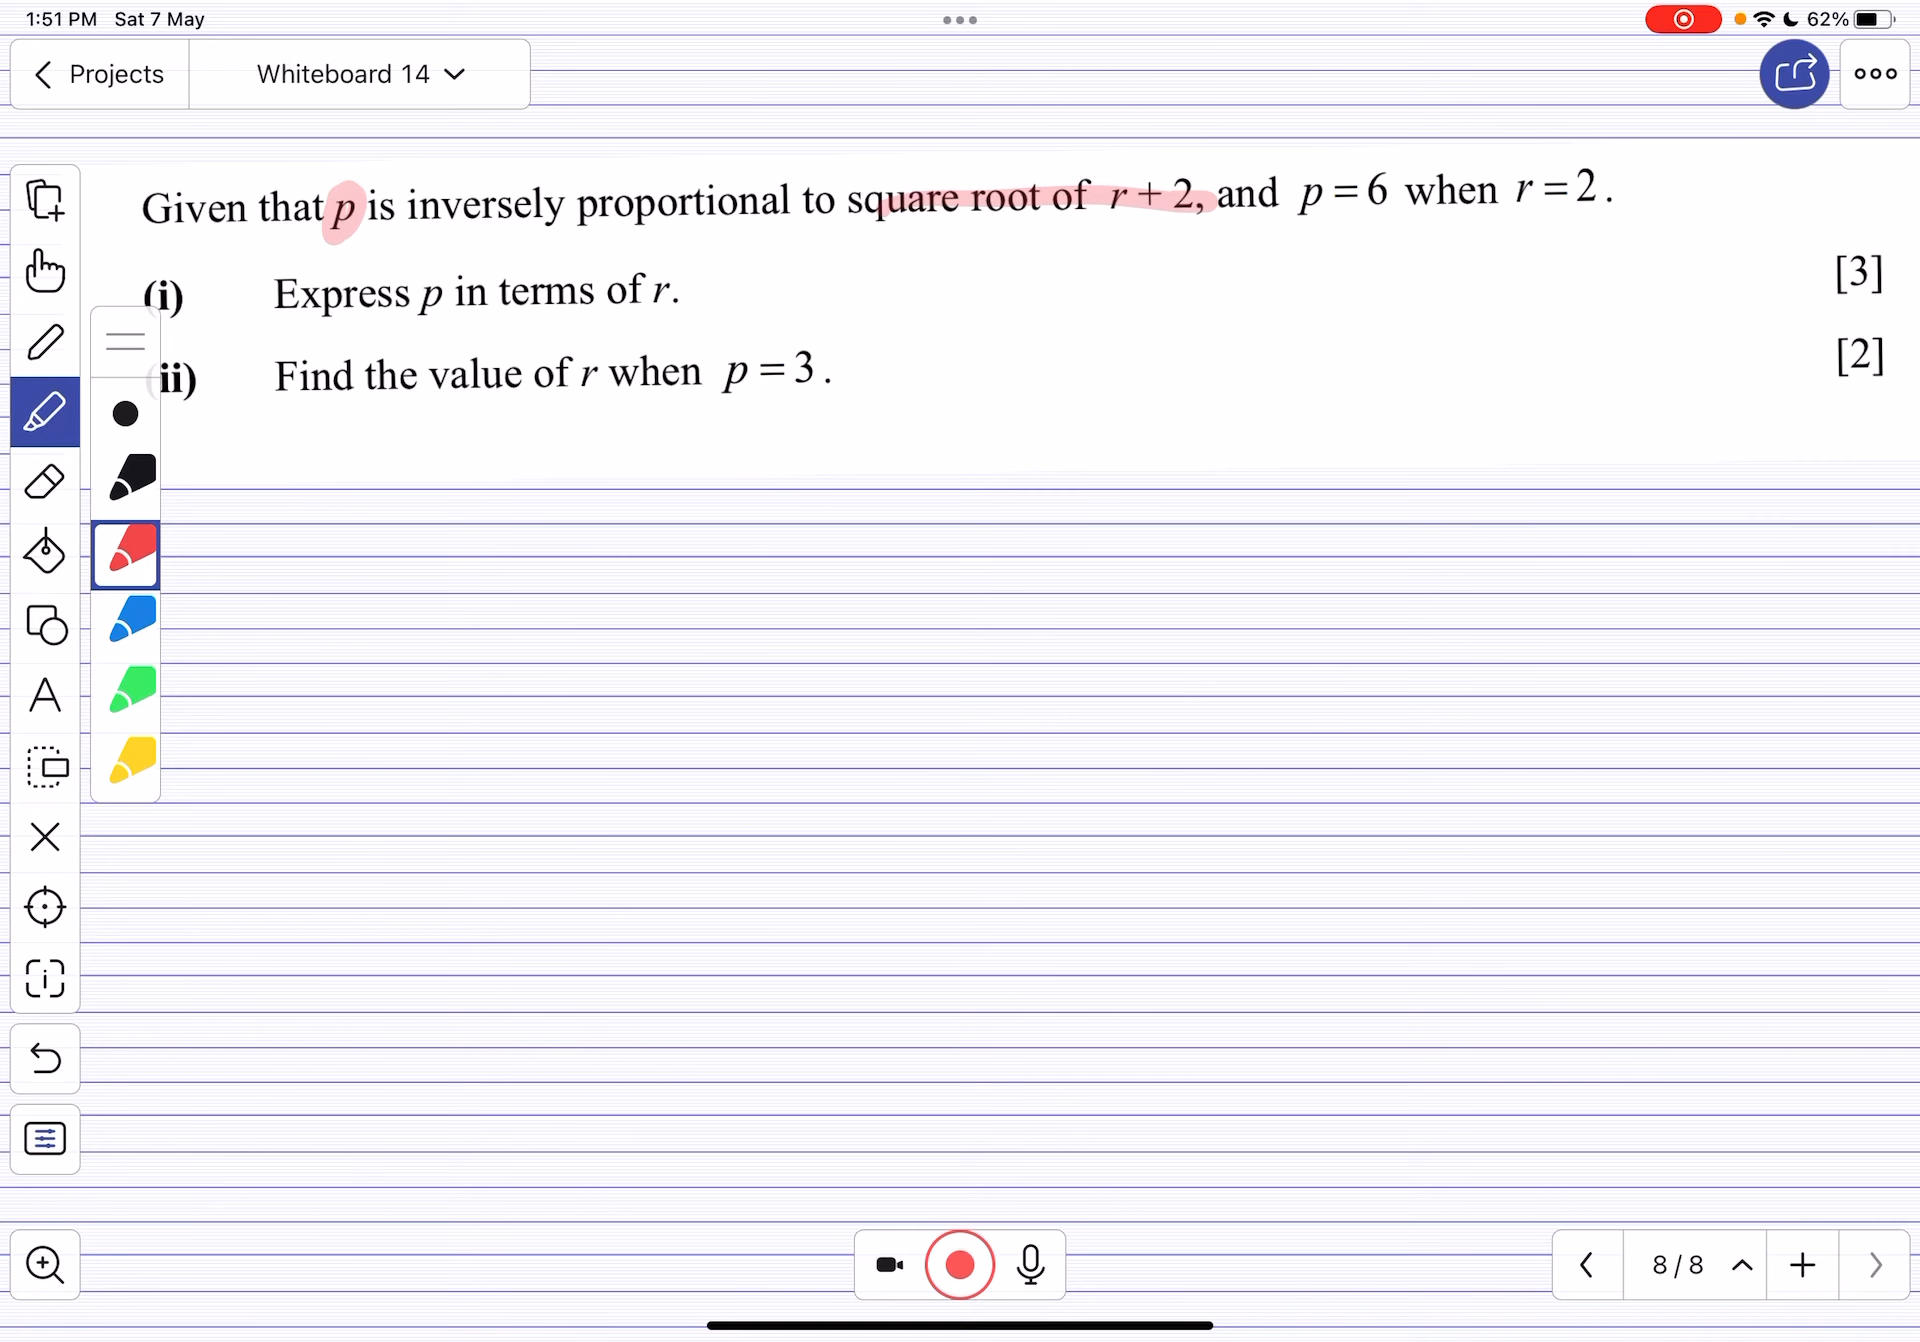 1:51 PM Sat 7 May
62%
Projects
Whiteboard 14
Given that p is inversely proportional to square root of r + 2, and p = 6 when r = 2.
(i) Express p in terms of r. [3]
(ii) Find the value of r when p = 3. [2]
A
8 / 8